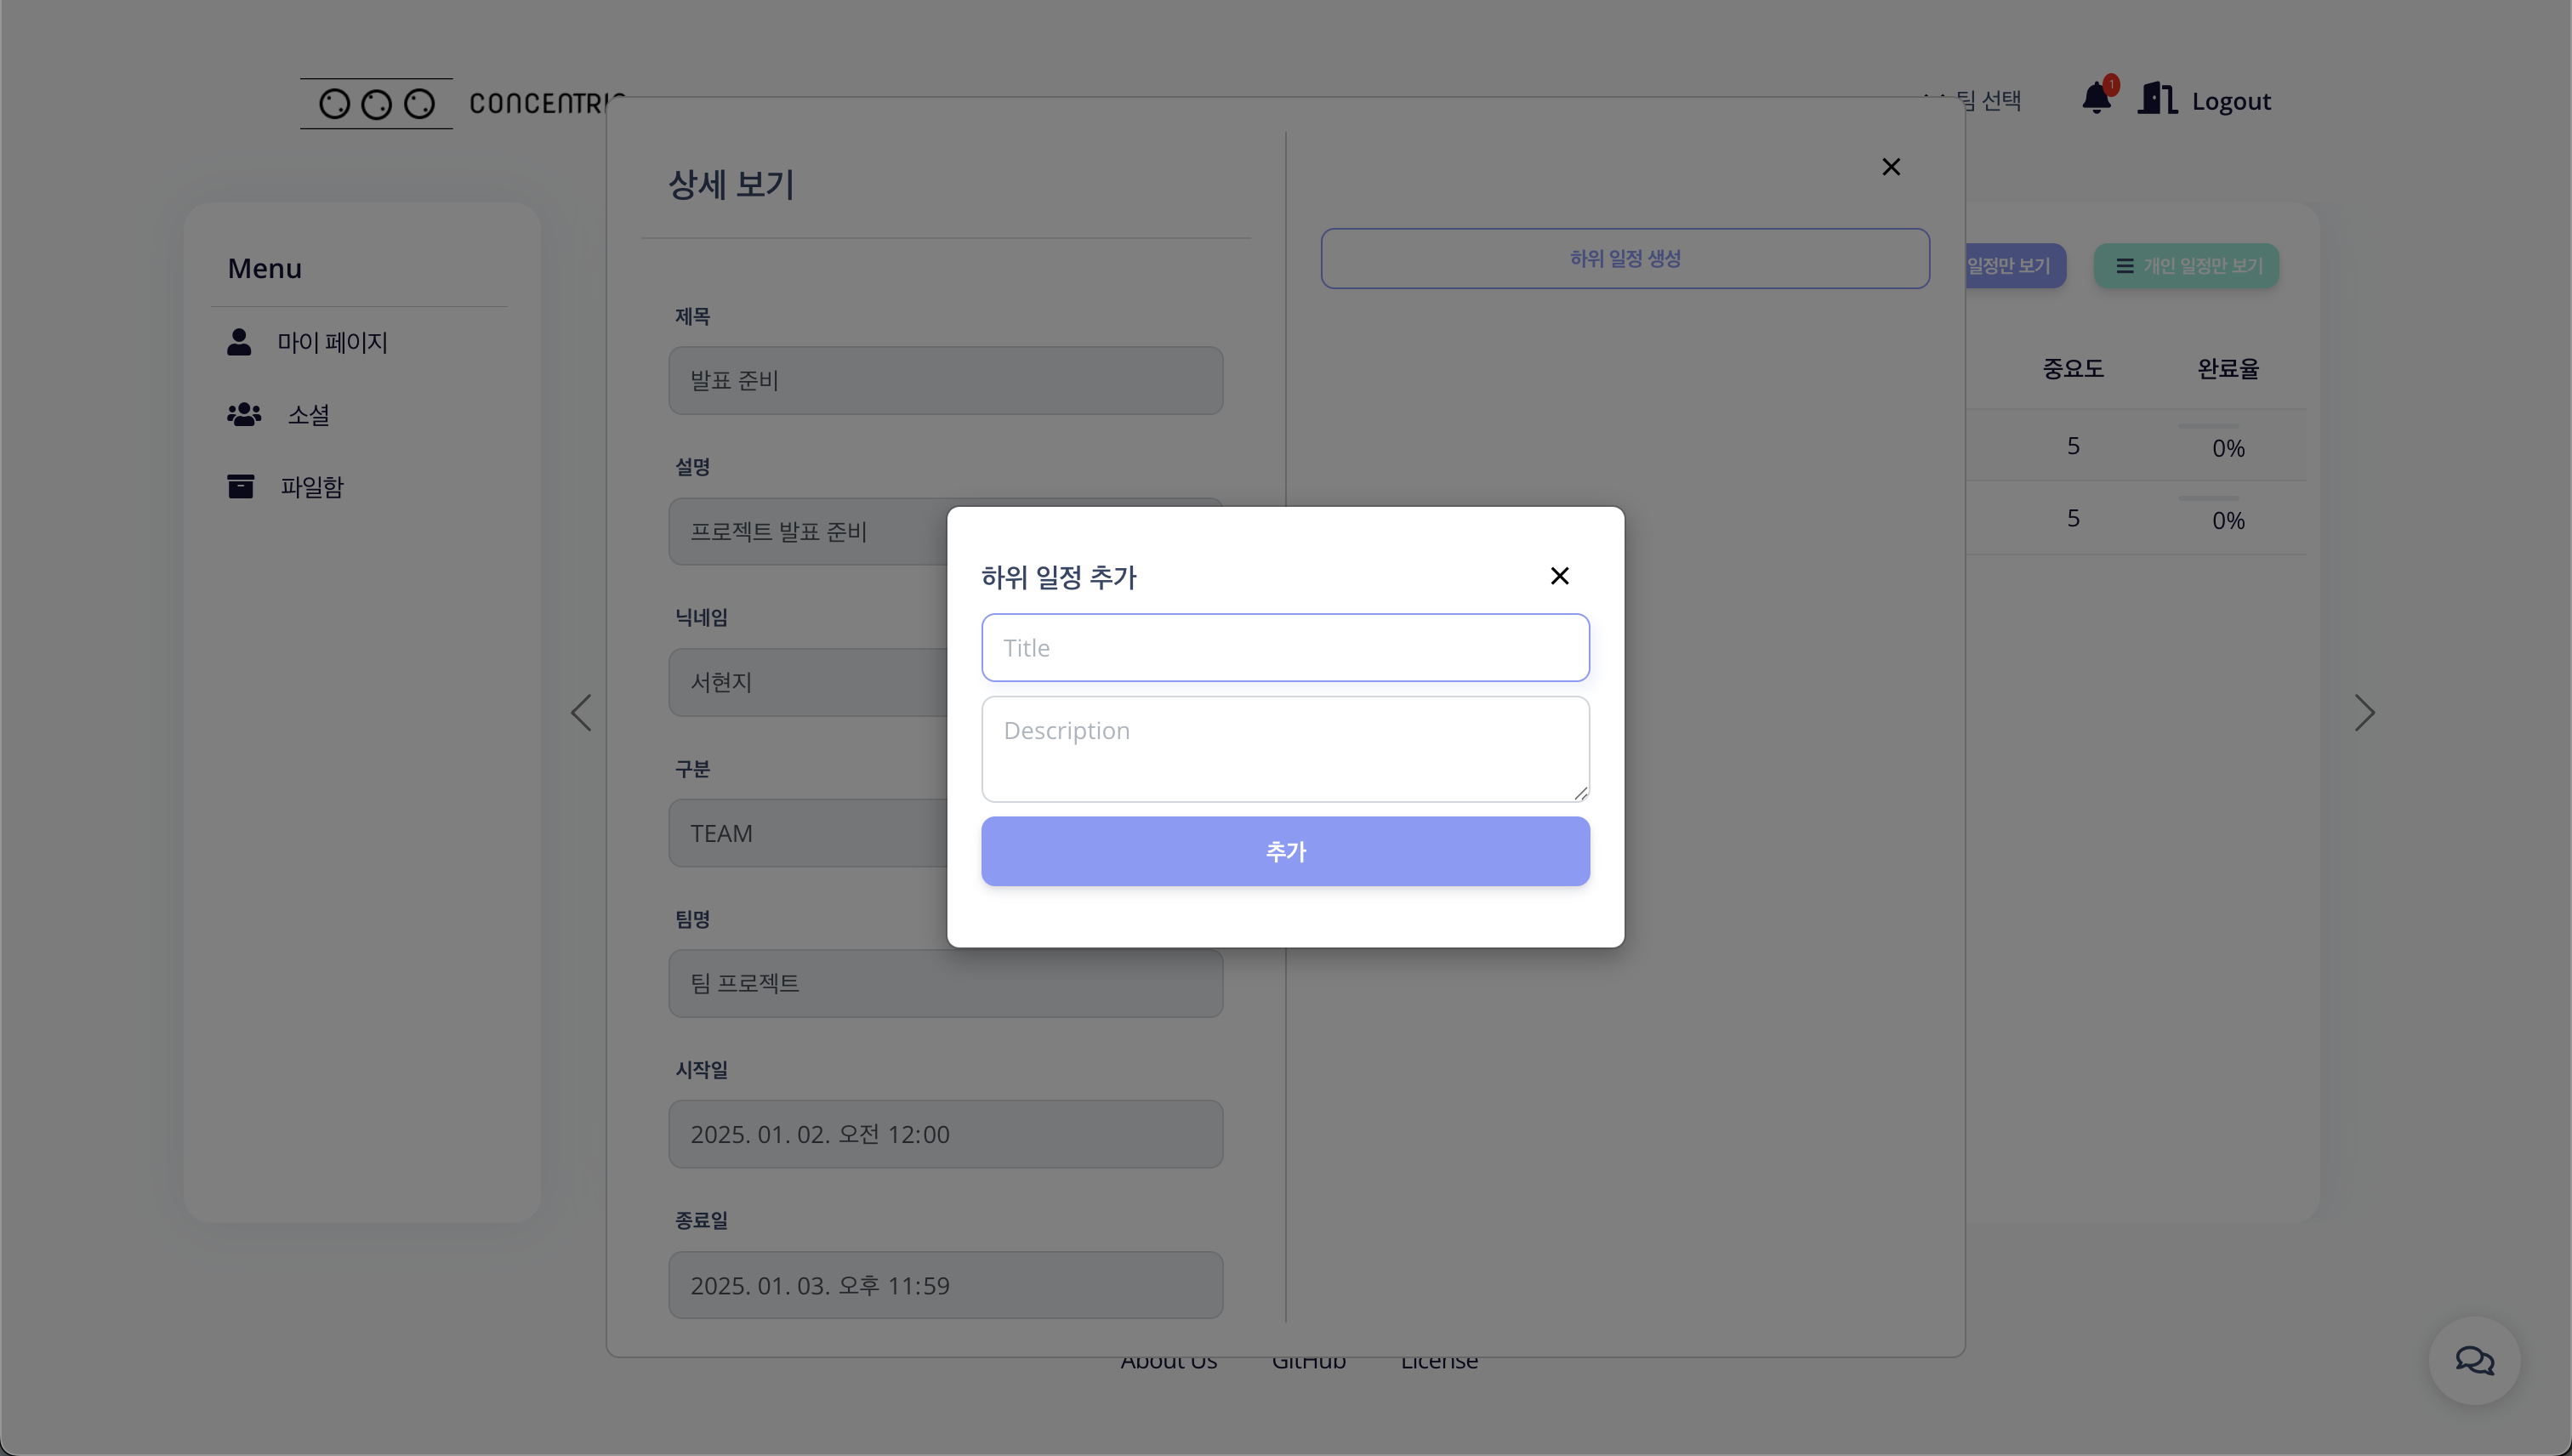 CONCENTRIC
팀 선택
1
Logout
Menu
마이 페이지
소셜
파일함
상세 보기
제목
발표 준비
설명
프로젝트 발표 준비
닉네임
서현지
구분
TEAM
팀명
팀 프로젝트
시작일
2025. 01. 02. 오전 12:00
종료일
2025. 01. 03. 오후 11:59
하위 일정 생성
하위 일정 추가
Title
Description
추가
일정만 보기
개인 일정만 보기
중요도 완료율
5 0%
5 0%
About Us GitHub License